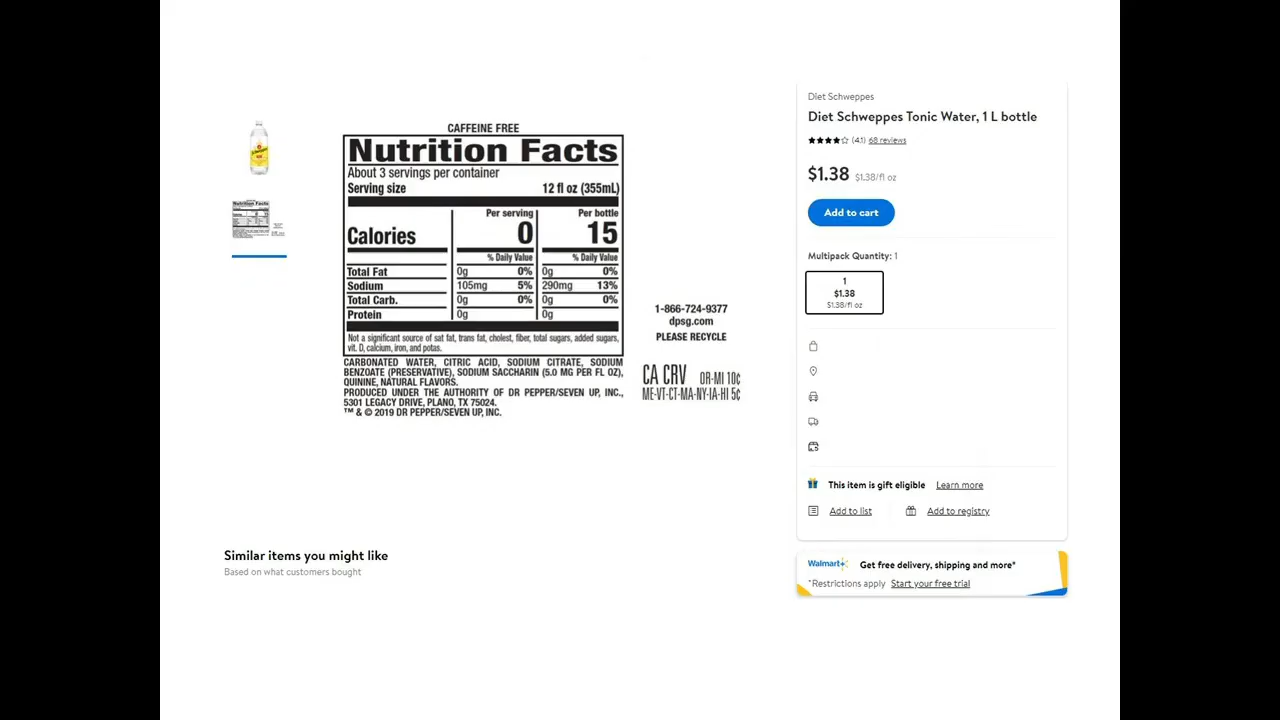 CAFFEINE FREE
Nutrition Facts
About 3 servings per container
Serving size 12 fl oz (355mL)
Per serving Per bottle
Calories 0 15
% Daily Value % Daily Value
Total Fat 0g 0% 0g 0%
Sodium 105mg 5% 290mg 13%
Total Carb. 0g 0% 0g 0%
Protein 0g 0g
Not a significant source of sat fat, trans fat, cholest, fiber, total sugars, added sugars,
vit. D, calcium, iron, and potas.
CARBONATED WATER, CITRIC ACID, SODIUM CITRATE, SODIUM
BENZOATE (PRESERVATIVE), SODIUM SACCHARIN (5.0 MG PER FL OZ),
QUININE, NATURAL FLAVORS.
PRODUCED UNDER THE AUTHORITY OF DR PEPPER/SEVEN UP, INC.,
5301 LEGACY DRIVE, PLANO, TX 75024.
™ & © 2019 DR PEPPER/SEVEN UP, INC.
1-866-724-9377
dpsg.com
PLEASE RECYCLE
CA CRV OR-MI 10¢
ME-VT-CT-MA-NY-IA-HI 5¢
Diet Schweppes
Diet Schweppes Tonic Water, 1 L bottle
(4.1) 68 reviews
$1.38 $1.38/fl oz
Add to cart
Multipack Quantity: 1
1
$1.38
$1.38/fl oz
This item is gift eligible Learn more
Add to list Add to registry
Walmart+ Get free delivery, shipping and more*
*Restrictions apply Start your free trial
Similar items you might like
Based on what customers bought